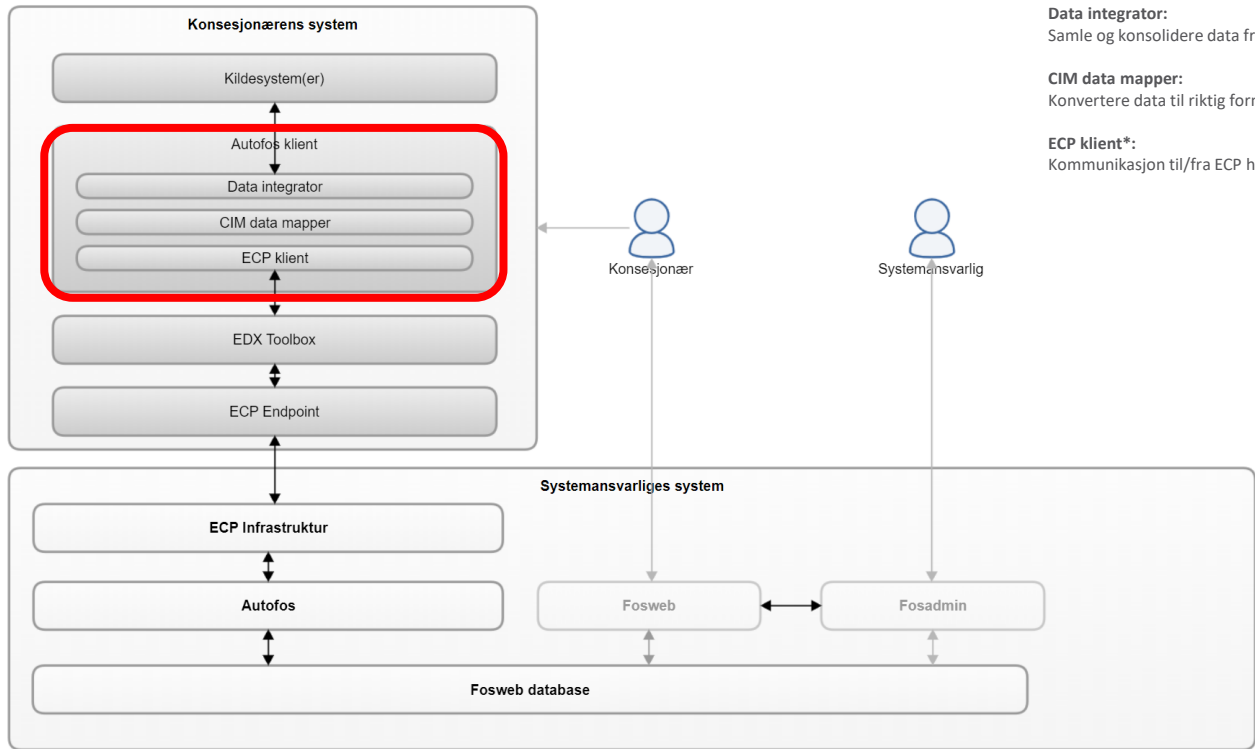 Konsesjonærens system
Kildesystem(er)
Autofos klient
Data integrator
CIM data mapper
ECP klient
EDX Toolbox
ECP Endpoint
Konsesjonær
Systemansvarlig
Data integrator:
Samle og konsolidere data fr
CIM data mapper:
Konvertere data til riktig for
ECP klient*:
Kommunikasjon til/fra ECP h
Systemansvarliges system
ECP Infrastruktur
Autofos
Fosweb
Fosadmin
Fosweb database